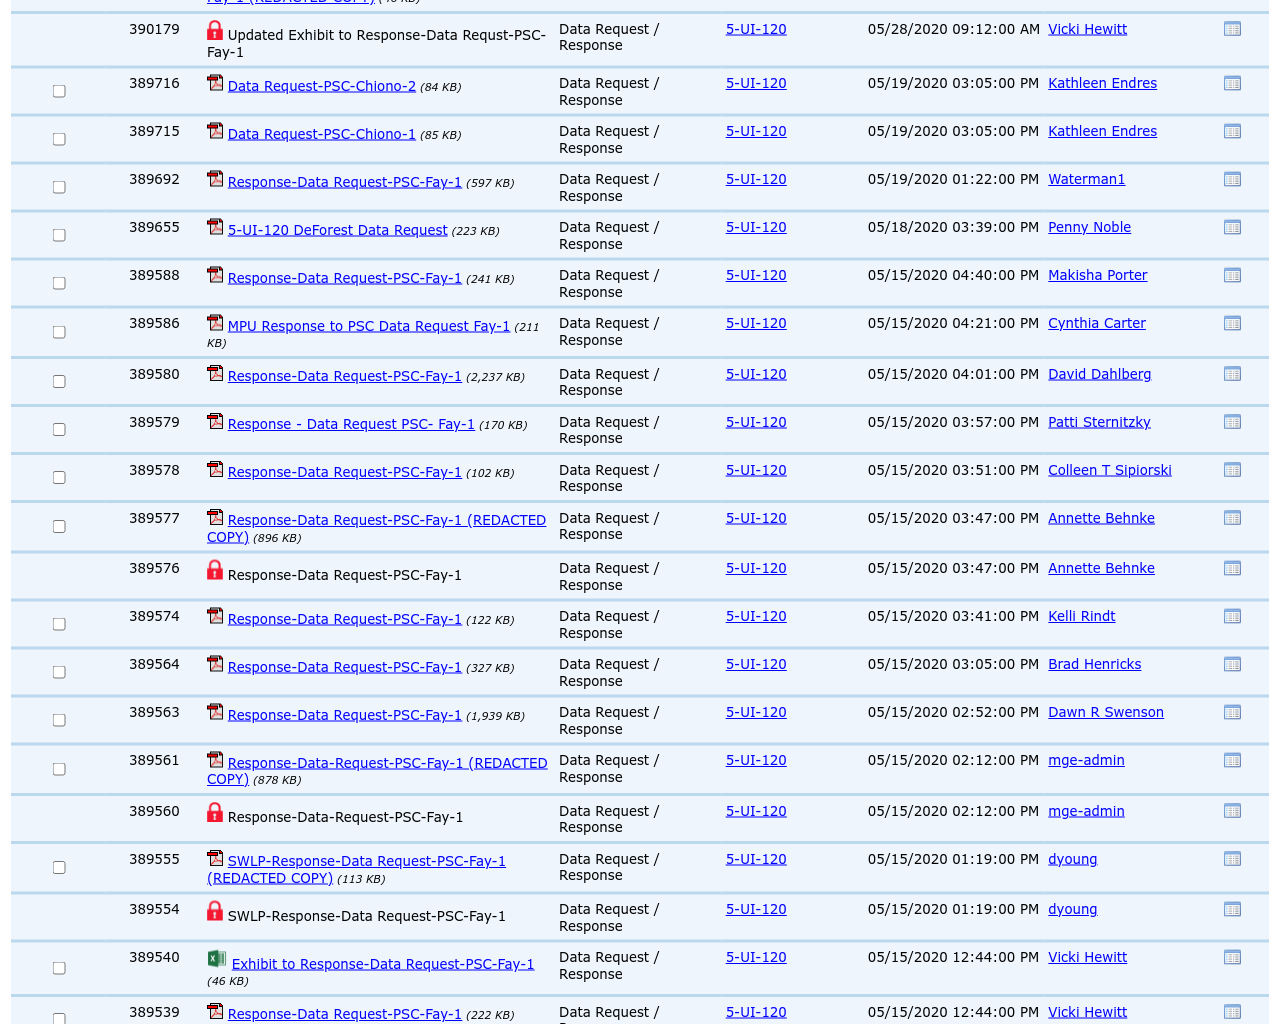 Fay-1 (REDACTED COPY)
390179 Updated Exhibit to Response-Data Requst-PSC- Data Request / 5-UI-120 05/28/2020 09:12:00 AM Vicki Hewitt
Fay-1 Response
389716 Data Request-PSC-Chiono-2 (84 KB) Data Request / 5-UI-120 05/19/2020 03:05:00 PM Kathleen Endres
Response
389715 Data Request-PSC-Chiono-1 (85 KB) Data Request / 5-UI-120 05/19/2020 03:05:00 PM Kathleen Endres
Response
389692 Response-Data Request-PSC-Fay-1 (597 KB) Data Request / 5-UI-120 05/19/2020 01:22:00 PM Waterman1
Response
389655 5-UI-120 DeForest Data Request (223 KB) Data Request / 5-UI-120 05/18/2020 03:39:00 PM Penny Noble
Response
389588 Response-Data Request-PSC-Fay-1 (241 KB) Data Request / 5-UI-120 05/15/2020 04:40:00 PM Makisha Porter
Response
389586 MPU Response to PSC Data Request Fay-1 (211 Data Request / 5-UI-120 05/15/2020 04:21:00 PM Cynthia Carter
KB) Response
389580 Response-Data Request-PSC-Fay-1 (2,237 KB) Data Request / 5-UI-120 05/15/2020 04:01:00 PM David Dahlberg
Response
389579 Response - Data Request PSC- Fay-1 (170 KB) Data Request / 5-UI-120 05/15/2020 03:57:00 PM Patti Sternitzky
Response
389578 Response-Data Request-PSC-Fay-1 (102 KB) Data Request / 5-UI-120 05/15/2020 03:51:00 PM Colleen T Sipiorski
Response
389577 Response-Data Request-PSC-Fay-1 (REDACTED Data Request / 5-UI-120 05/15/2020 03:47:00 PM Annette Behnke
COPY) (896 KB) Response
389576 Response-Data Request-PSC-Fay-1 Data Request / 5-UI-120 05/15/2020 03:47:00 PM Annette Behnke
Response
389574 Response-Data Request-PSC-Fay-1 (122 KB) Data Request / 5-UI-120 05/15/2020 03:41:00 PM Kelli Rindt
Response
389564 Response-Data Request-PSC-Fay-1 (327 KB) Data Request / 5-UI-120 05/15/2020 03:05:00 PM Brad Henricks
Response
389563 Response-Data Request-PSC-Fay-1 (1,939 KB) Data Request / 5-UI-120 05/15/2020 02:52:00 PM Dawn R Swenson
Response
389561 Response-Data-Request-PSC-Fay-1 (REDACTED Data Request / 5-UI-120 05/15/2020 02:12:00 PM mge-admin
COPY) (878 KB) Response
389560 Response-Data-Request-PSC-Fay-1 Data Request / 5-UI-120 05/15/2020 02:12:00 PM mge-admin
Response
389555 SWLP-Response-Data Request-PSC-Fay-1 Data Request / 5-UI-120 05/15/2020 01:19:00 PM dyoung
(REDACTED COPY) (113 KB) Response
389554 SWLP-Response-Data Request-PSC-Fay-1 Data Request / 5-UI-120 05/15/2020 01:19:00 PM dyoung
Response
389540 Exhibit to Response-Data Request-PSC-Fay-1 Data Request / 5-UI-120 05/15/2020 12:44:00 PM Vicki Hewitt
(46 KB) Response
389539 Response-Data Request-PSC-Fay-1 (222 KB) Data Request / 5-UI-120 05/15/2020 12:44:00 PM Vicki Hewitt